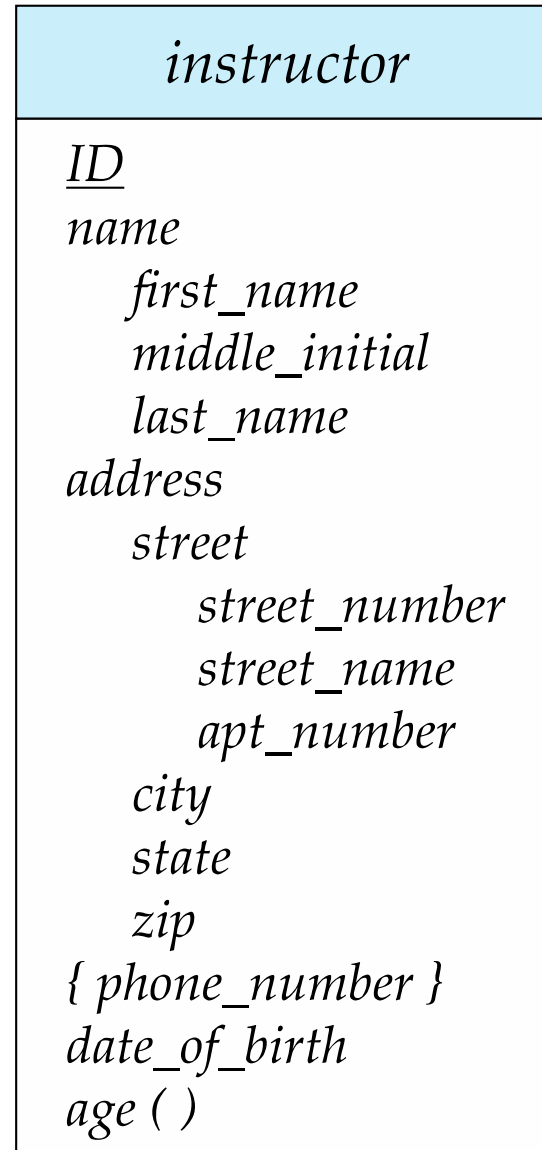 instructor
ID
name
first_name
middle_initial
last_name
address
street
street_number
street_name
apt_number
city
state
zip
{ phone_number }
date_of_birth
age ( )